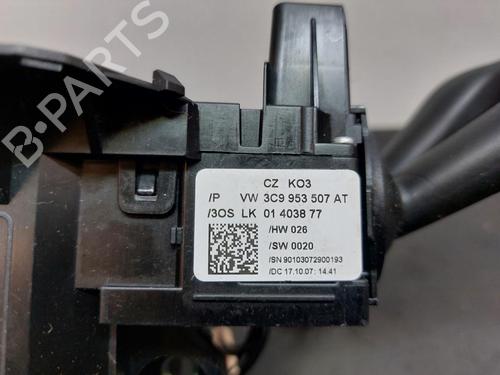 B-PARTS
CZ KO3
/P VW 3C9 953 507 AT
/3OS LK 01 4038 77
/HW 026
/SW 0020
/SN 90103072900193
/DC 17.10.07; 14.41